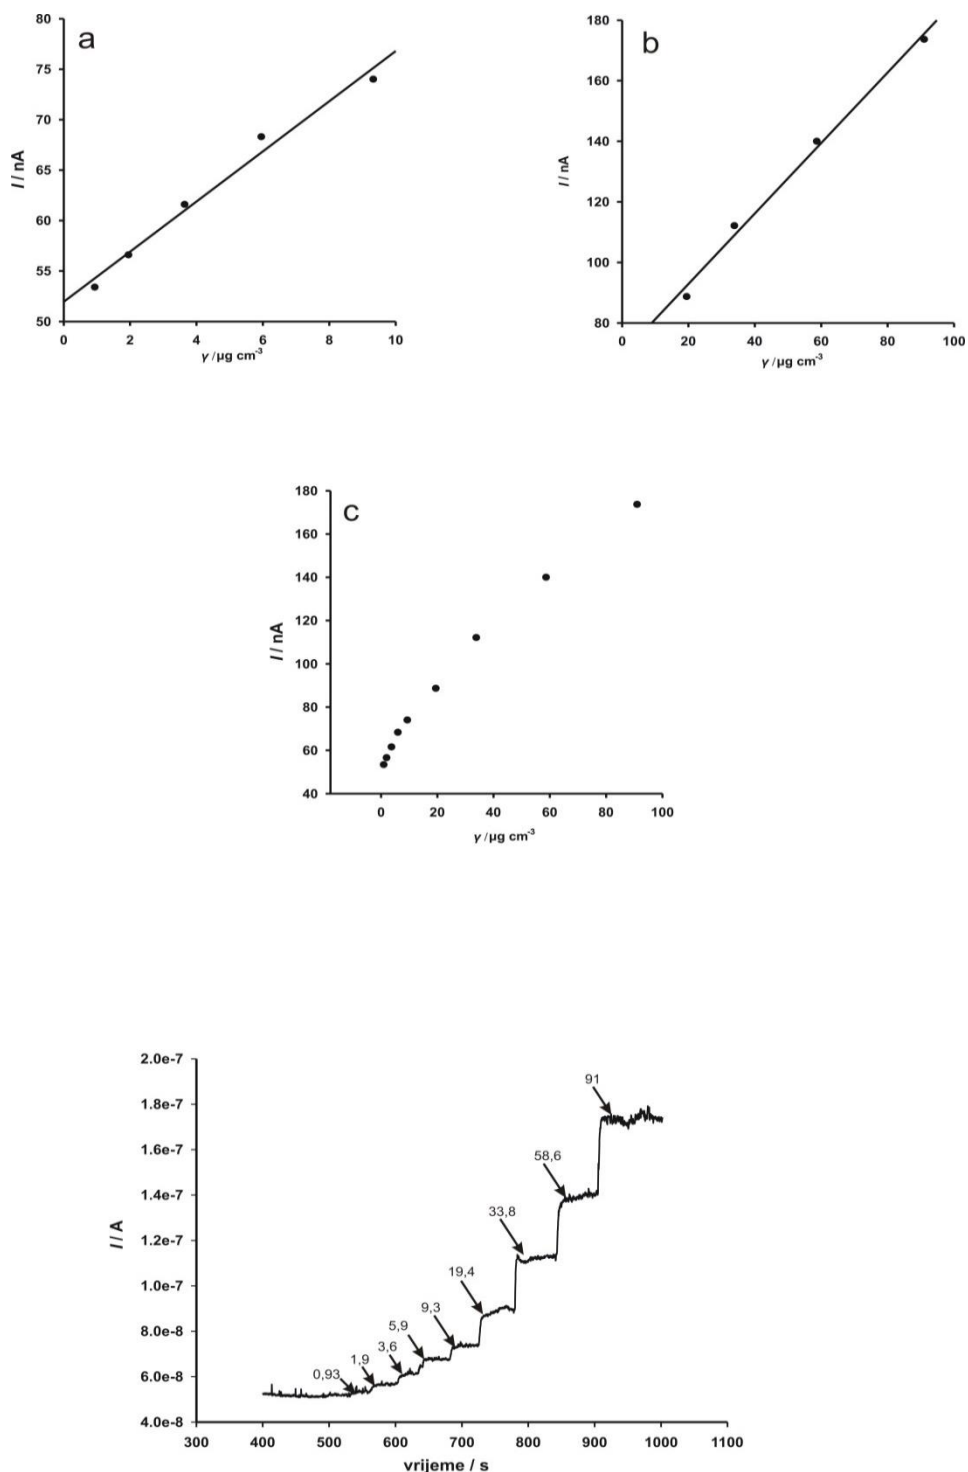 a
80
75
70
65
60
55
50
I / nA
0 2 4 6 8 10
γ /µg cm-3
b
180
160
140
120
100
80
I / nA
0 20 40 60 80 100
γ /µg cm-3
c
180
160
140
120
100
80
60
40
I / nA
0 20 40 60 80 100
γ /µg cm-3
2.0e-7
1.8e-7
1.6e-7
1.4e-7
1.2e-7
1.0e-7
8.0e-8
6.0e-8
4.0e-8
I / A
0,93
1,9
3,6
5,9
9,3
19,4
33,8
58,6
91
300 400 500 600 700 800 900 1000 1100
vrijeme / s